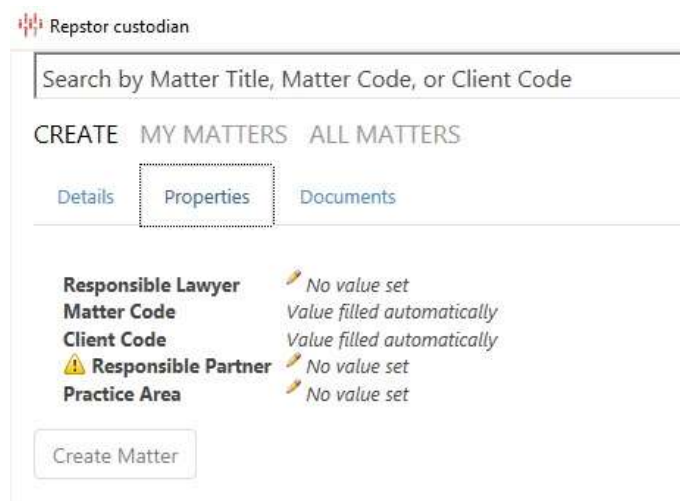 Repstor custodian
Search by Matter Title, Matter Code, or Client Code
CREATE MY MATTERS ALL MATTERS
Details Properties Documents
Responsible Lawyer No value set
Matter Code Value filled automatically
Client Code Value filled automatically
Responsible Partner No value set
Practice Area No value set
Create Matter